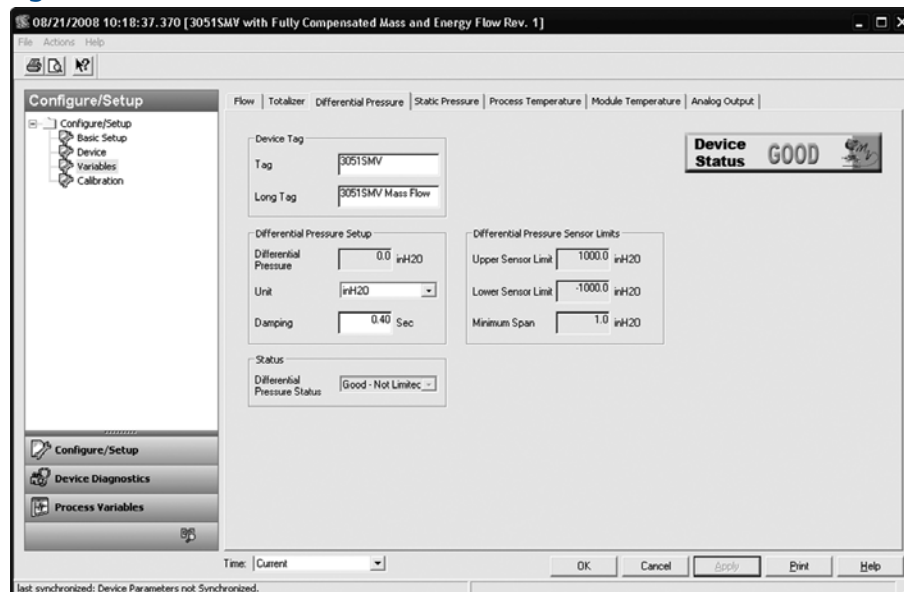 08/21/2008 10:18:37.370 [3051SMV with Fully Compensated Mass and Energy Flow Rev. 1]
File Actions Help
Configure/Setup
Configure/Setup
Basic Setup
Device
Variables
Calibration
Configure/Setup
Device Diagnostics
Process Variables
Flow Totalizer Differential Pressure Static Pressure Process Temperature Module Temperature Analog Output
Device Tag
Tag 3051SMV
Long Tag 3051SMV Mass Flow
Device Status GOOD
Differential Pressure Setup
Differential Pressure 0.0 inH2O
Unit inH2O
Damping 0.40 Sec
Differential Pressure Sensor Limits
Upper Sensor Limit 1000.0 inH2O
Lower Sensor Limit -1000.0 inH2O
Minimum Span 1.0 inH2O
Status
Differential Pressure Status Good - Not Limitec
Time: Current
OK Cancel Apply Print Help
last synchronized: Device Parameters not Synchronized.